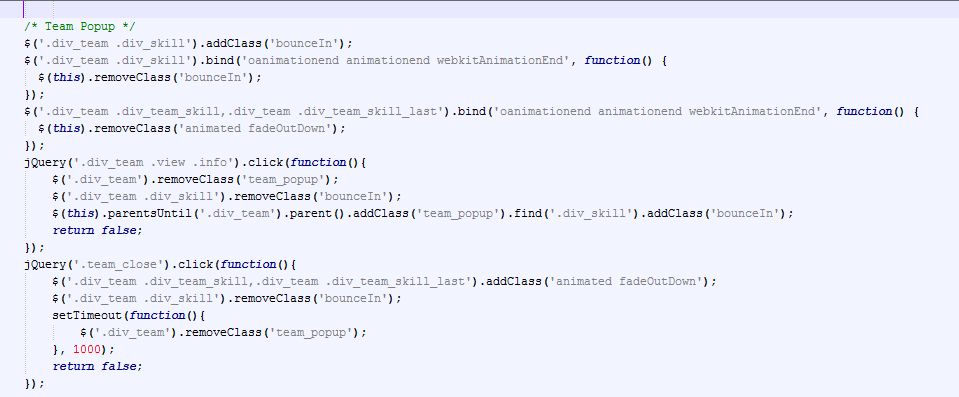 /* Team Popup */
$('.div_team .div_skill').addClass('bounceIn');
$('.div_team .div_skill').bind('oanimationend animationend webkitAnimationEnd', function() {
  $(this).removeClass('bounceIn');
});
$('.div_team .div_team_skill,.div_team .div_team_skill_last').bind('oanimationend animationend webkitAnimationEnd', function() {
  $(this).removeClass('animated fadeOutDown');
});
jQuery('.div_team .view .info').click(function(){
    $('.div_team').removeClass('team_popup');
    $('.div_team .div_skill').removeClass('bounceIn');
    $(this).parentsUntil('.div_team').parent().addClass('team_popup').find('.div_skill').addClass('bounceIn');
    return false;
});
jQuery('.team_close').click(function(){
    $('.div_team .div_team_skill,.div_team .div_team_skill_last').addClass('animated fadeOutDown');
    $('.div_team .div_skill').removeClass('bounceIn');
    setTimeout(function(){
        $('.div_team').removeClass('team_popup');
    }, 1000);
    return false;
});